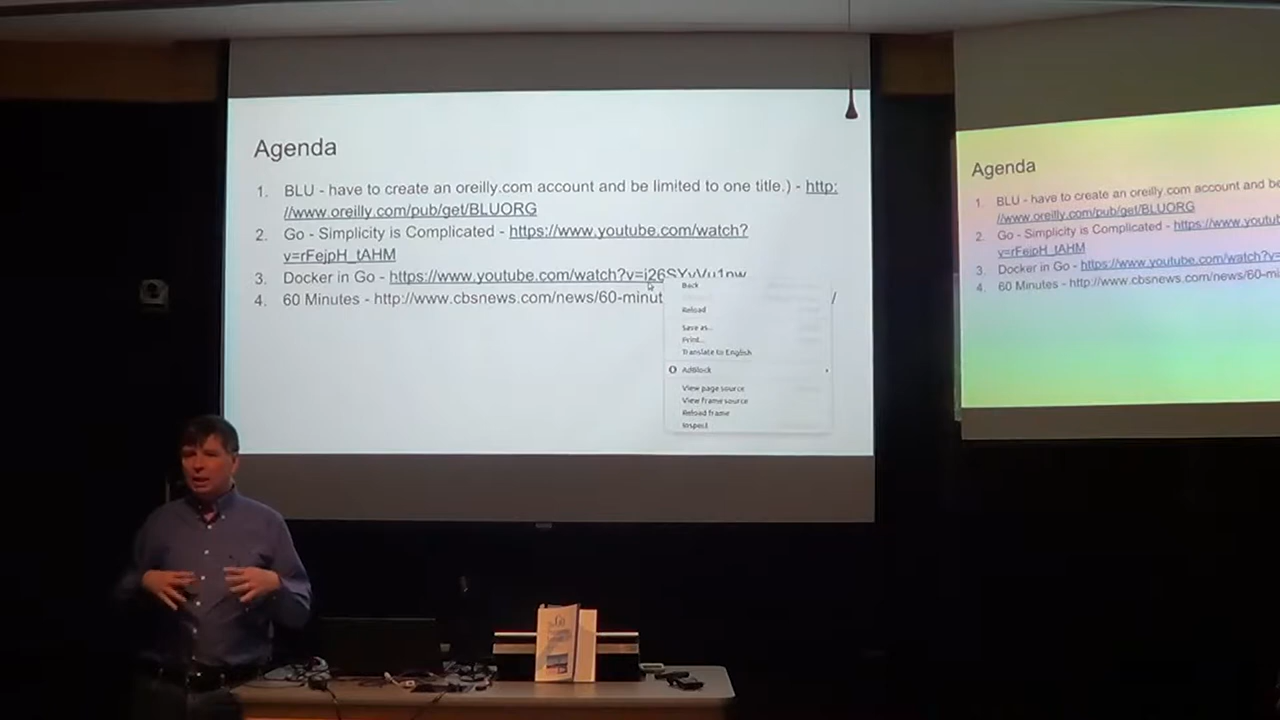 Agenda
1. BLU - have to create an oreilly.com account and be limited to one title.) - http:
//www.oreilly.com/pub/get/BLUORG
2. Go - Simplicity is Complicated - https://www.youtube.com/watch?
v=rFejpH_tAHM
3. Docker in Go - https://www.youtube.com/watch?v=i26SYvVu1nw
4. 60 Minutes - http://www.cbsnews.com/news/60-minut /
Back
Reload
Save as...
Print...
Translate to English
AdBlock
View page source
View frame source
Reload frame
Inspect
Agenda
1. BLU - have to create an oreilly.com account and be
//www.oreilly.com/pub/get/BLUORG
2. Go - Simplicity is Complicated - https://www.youtub
v=rFejpH_tAHM
3. Docker in Go - https://www.youtube.com/watch?v=
4. 60 Minutes - http://www.cbsnews.com/news/60-m
Go